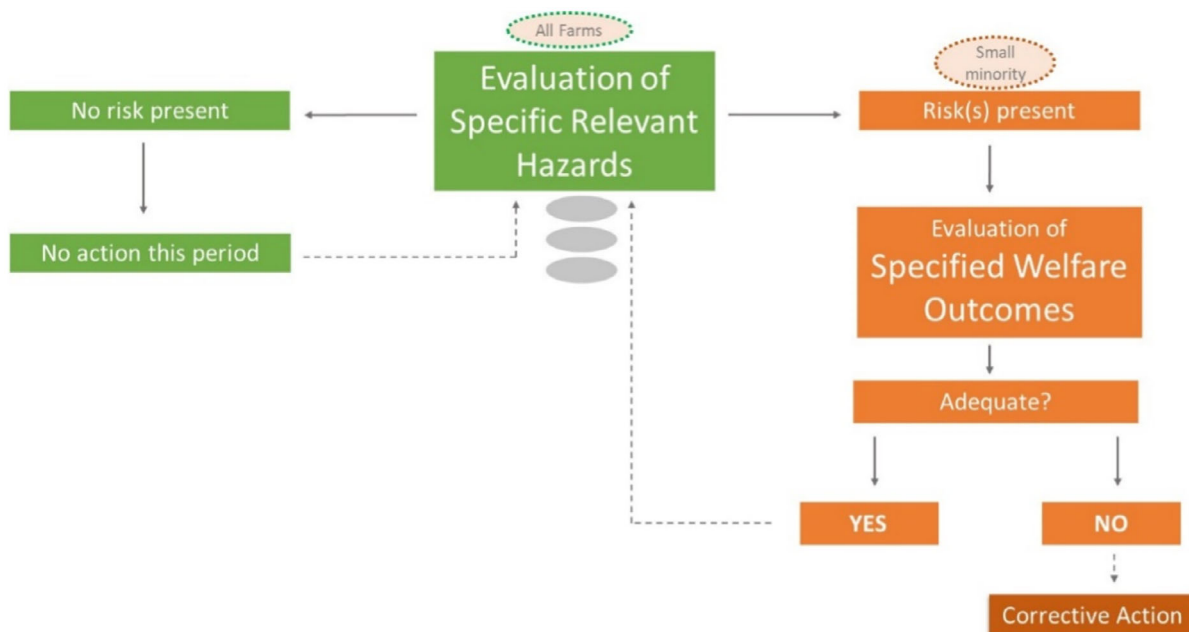 All Farms
Evaluation of
Specific Relevant
Hazards
Small
minority
No risk present
Risk(s) present
No action this period
Evaluation of
Specified Welfare
Outcomes
Adequate?
YES
NO
Corrective Action